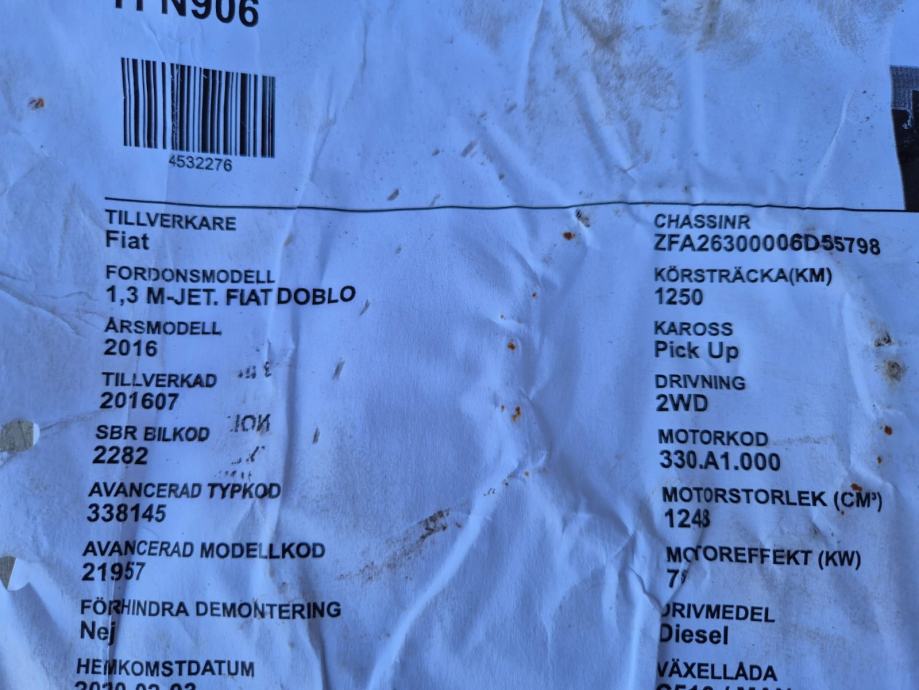 4532276
TILLVERKARE
Fiat
FORDONSMODELL
1,3 M-JET. FIAT DOBLO
ÅRSMODELL
2016
TILLVERKAD
201607
SBR BILKOD
2282
AVANCERAD TYPKOD
338145
AVANCERAD MODELLKOD
21957
FÖRHINDRA DEMONTERING
Nej
HEMKOMSTDATUM
CHASSINR
ZFA26300006D55798
KÖRSTRÄCKA(KM)
1250
KAROSS
Pick Up
DRIVNING
2WD
MOTORKOD
330.A1.000
MOTORSTORLEK (CM³)
1248
MOTOREFFEKT (KW)
DRIVMEDEL
Diesel
VÄXELLÅDA